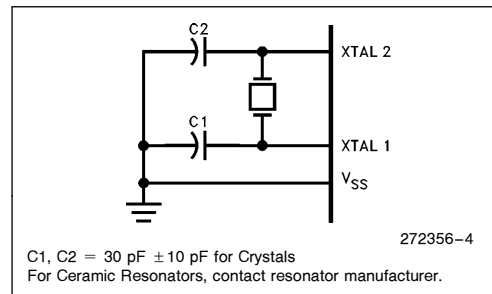 C2
XTAL 2
C1
XTAL 1
VSS
272356–4
C1, C2 = 30 pF ±10 pF for Crystals
For Ceramic Resonators, contact resonator manufacturer.